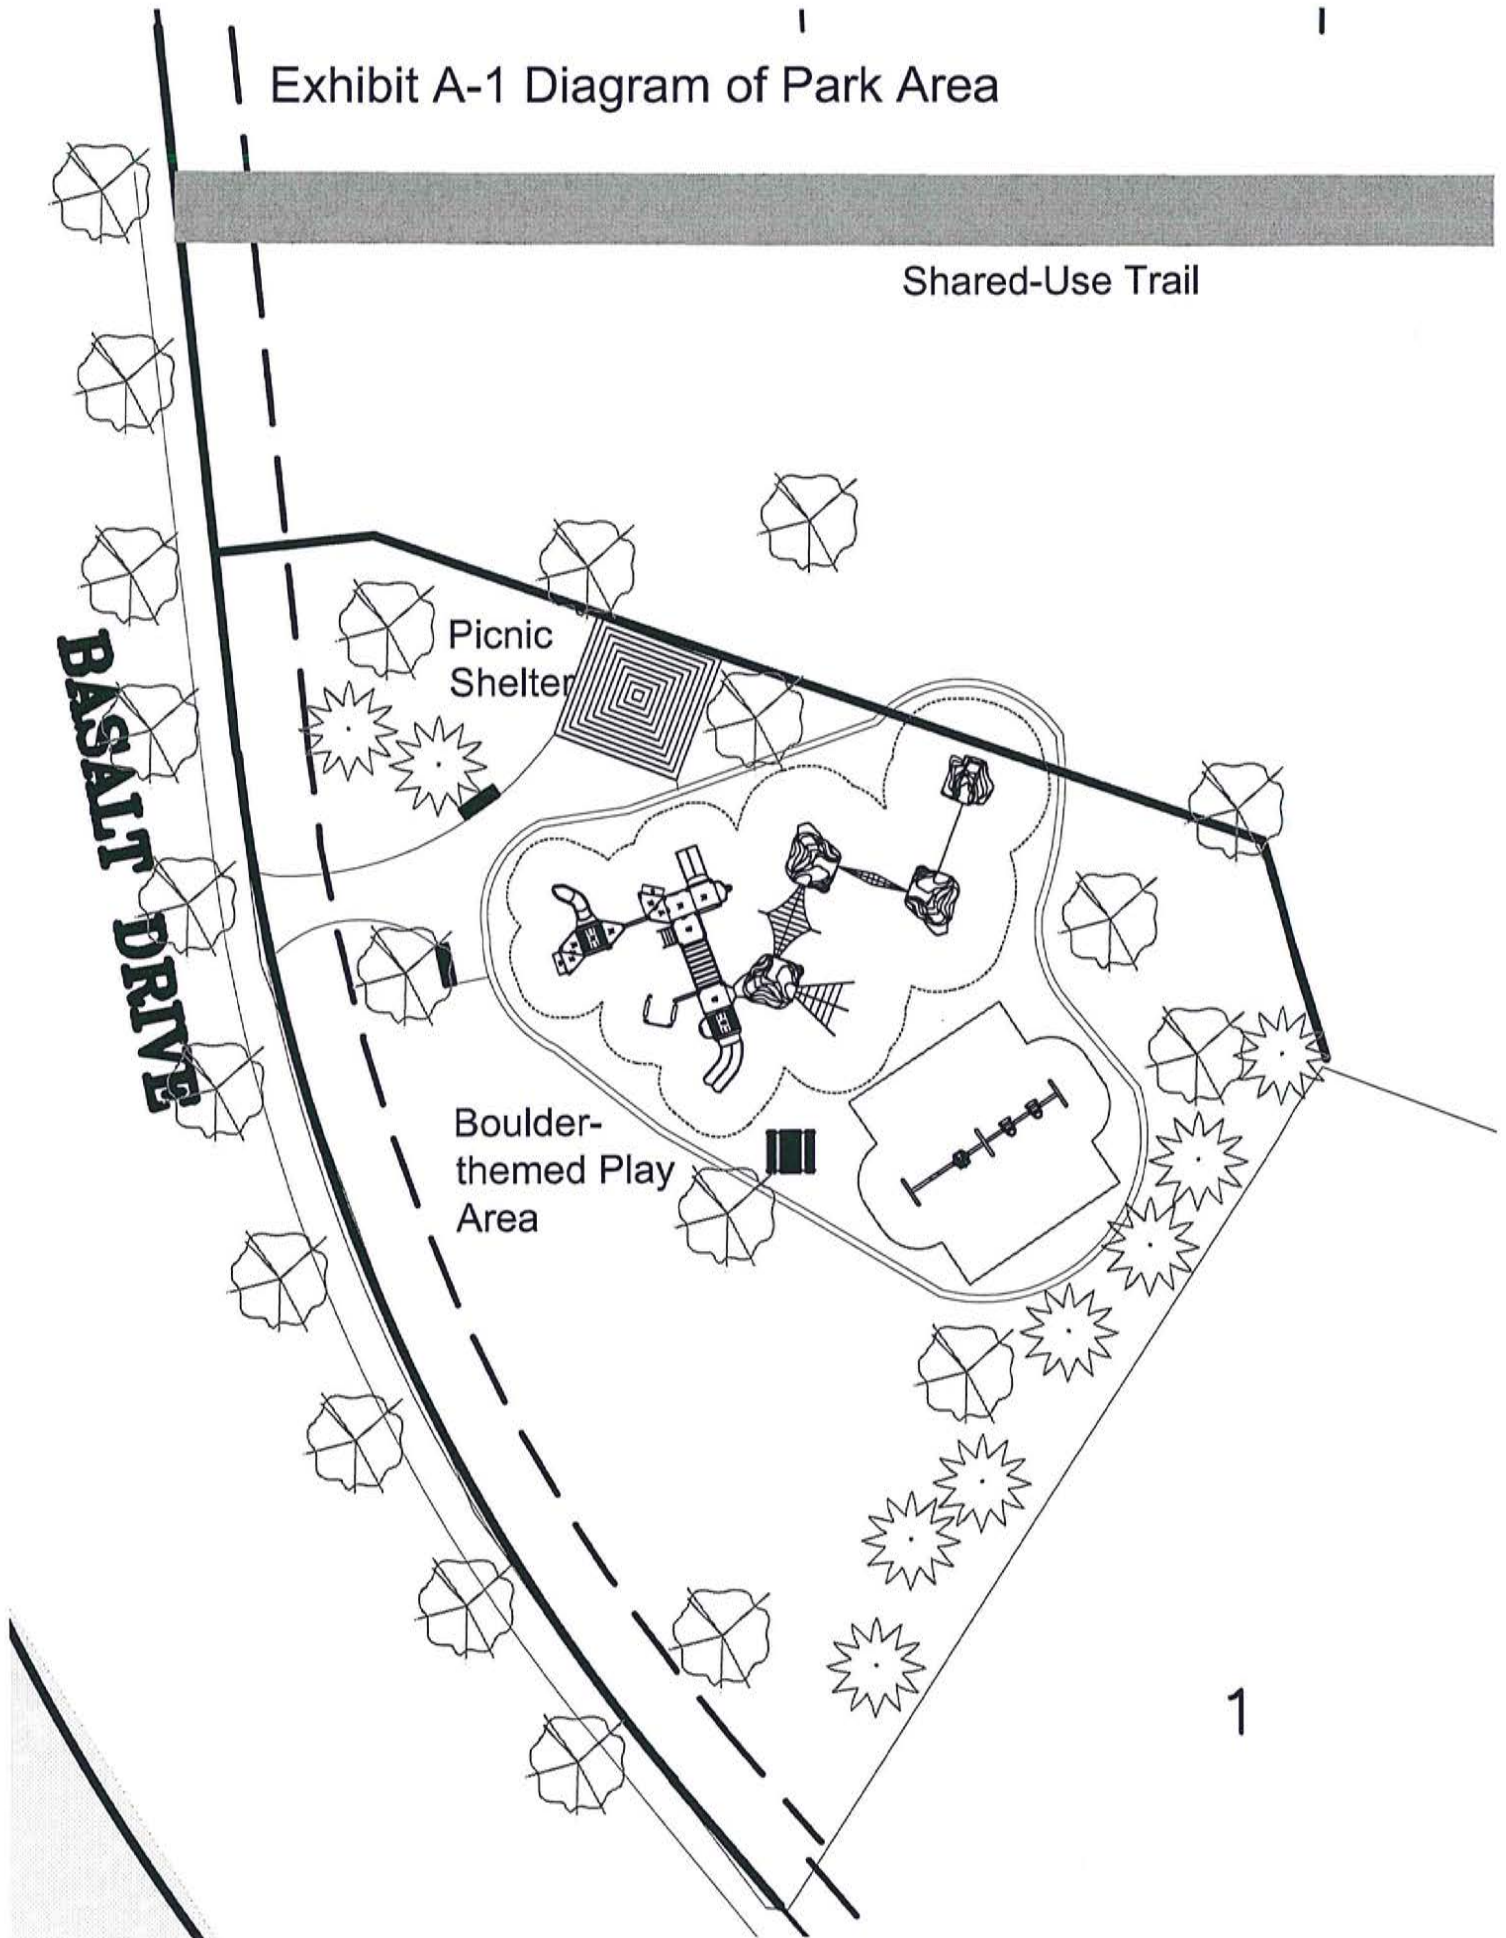 Exhibit A-1 Diagram of Park Area
Shared-Use Trail
Picnic
Shelter
BASALT DRIVE
Boulder-
themed Play
Area
1